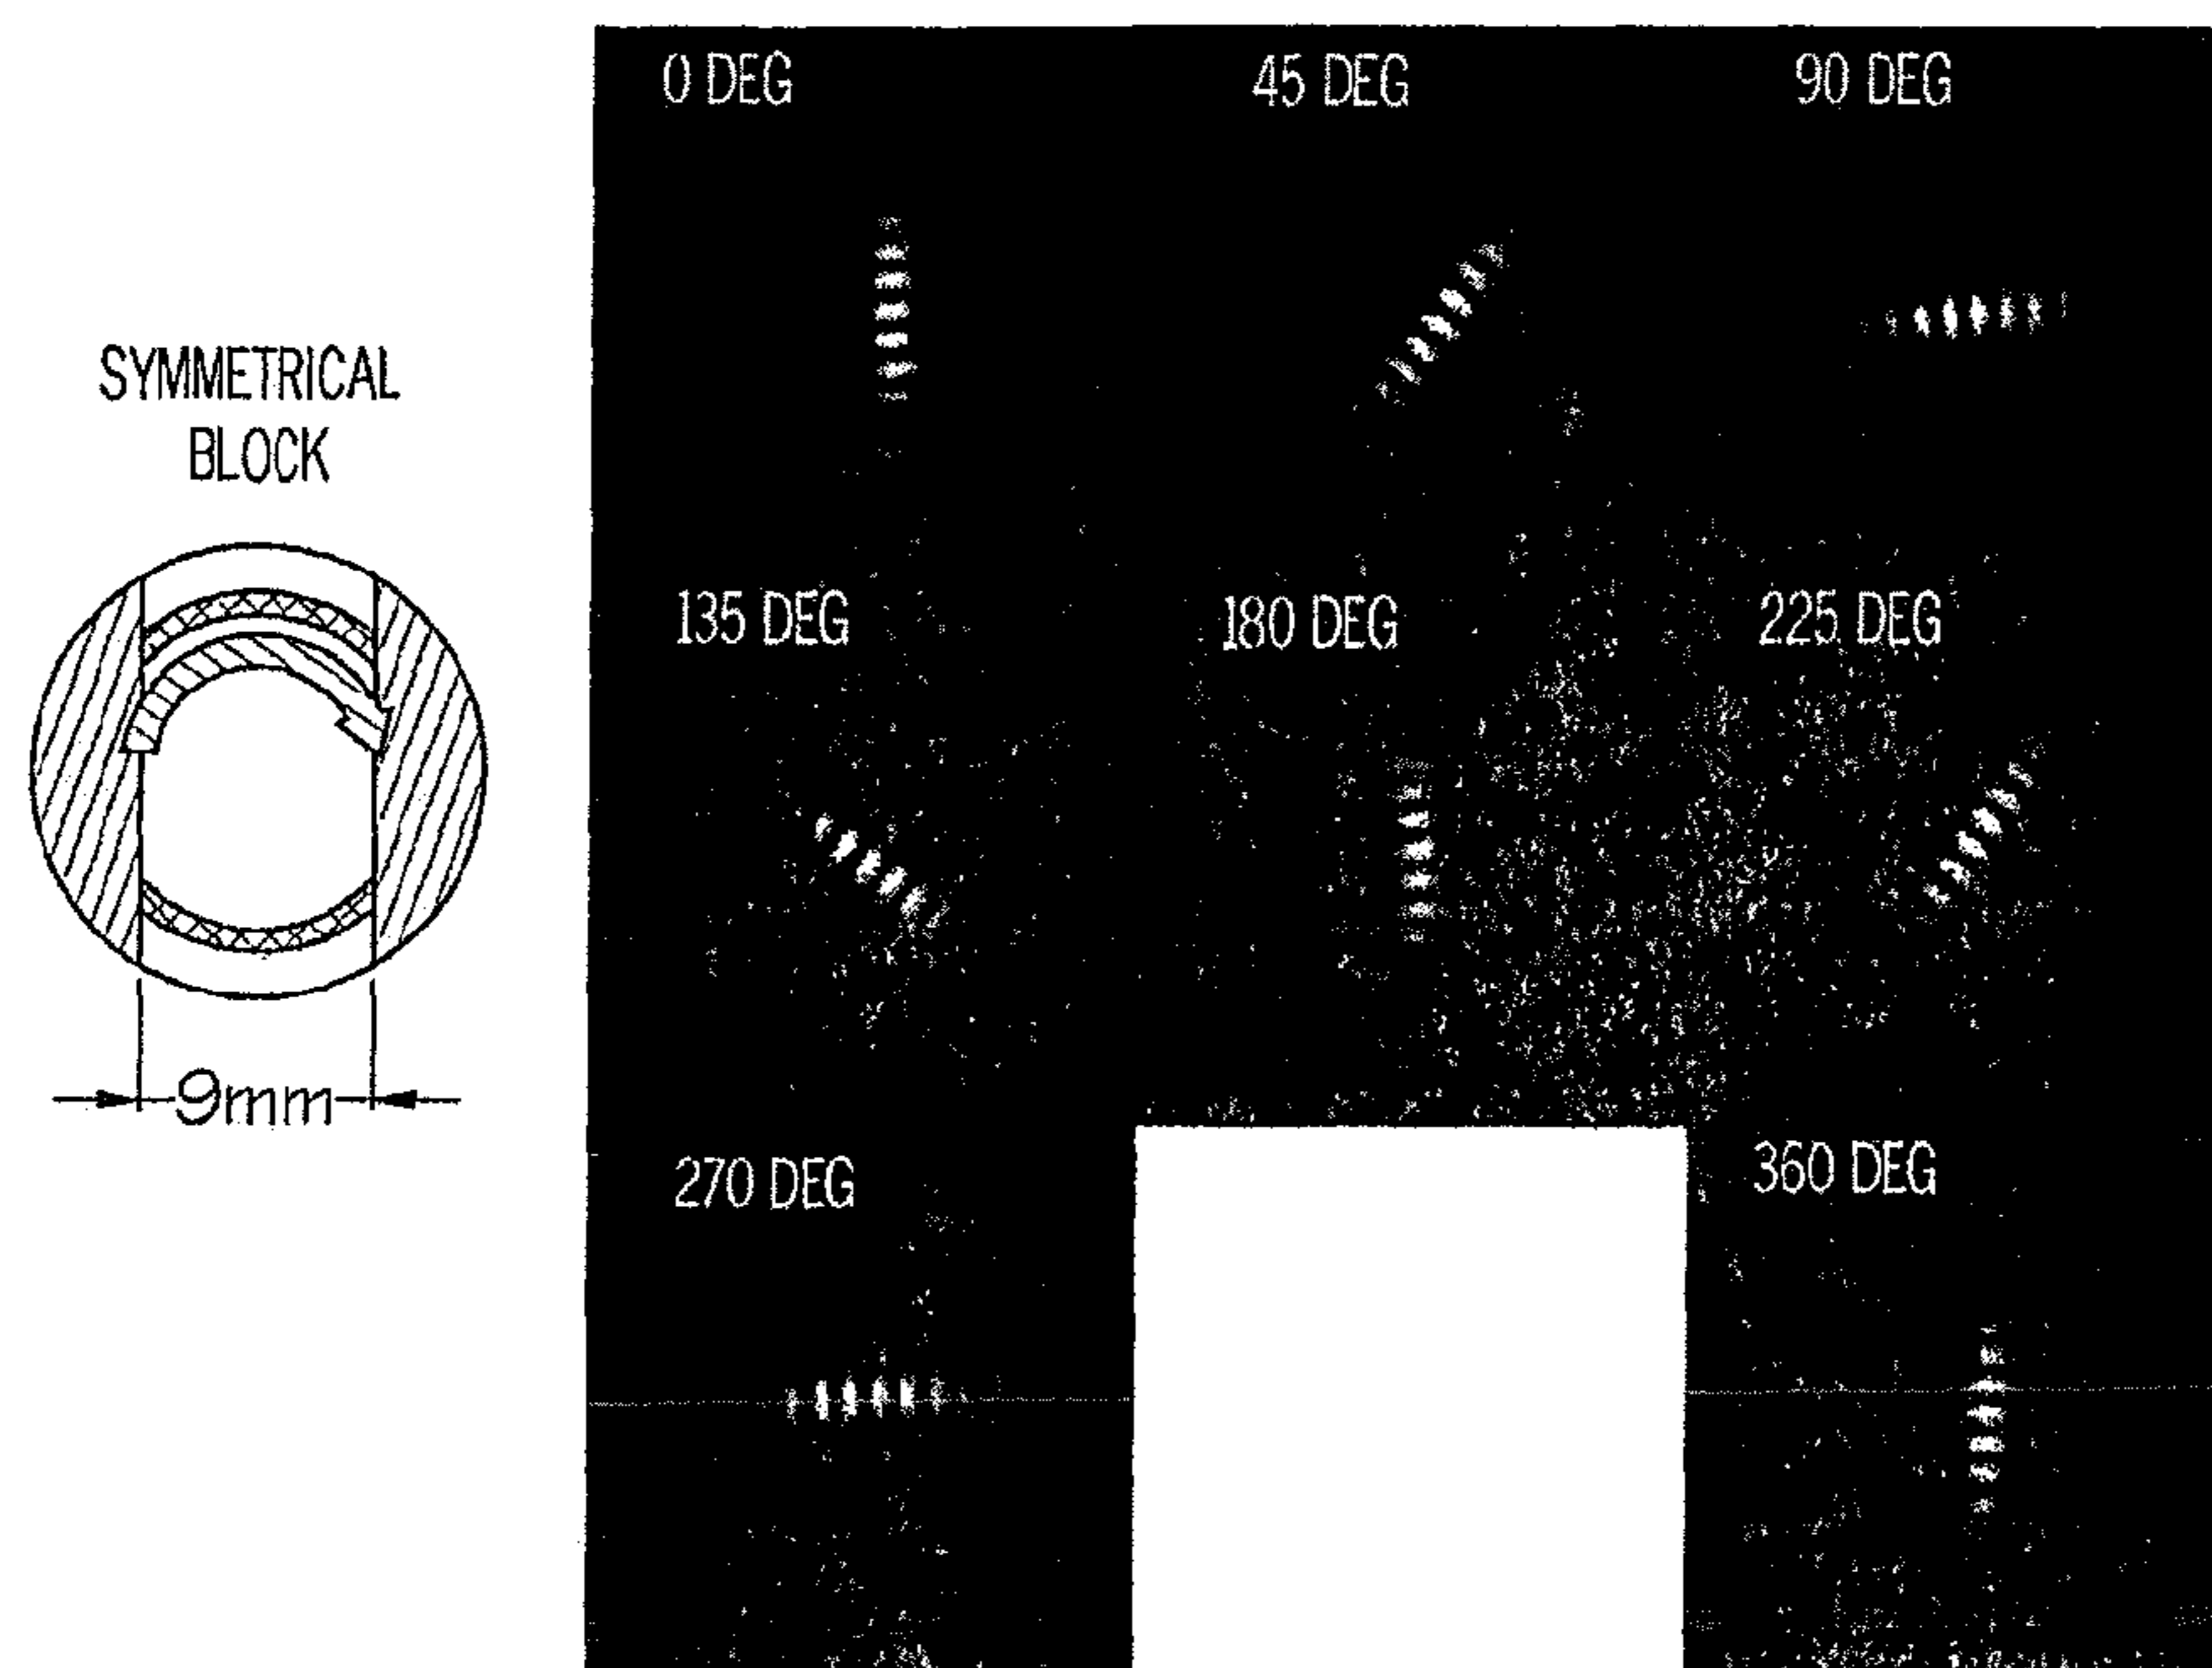 0 DEG
45 DEG
90 DEG
SYMMETRICAL
BLOCK
135 DEG
180 DEG
225 DEG
9mm
270 DEG
360 DEG